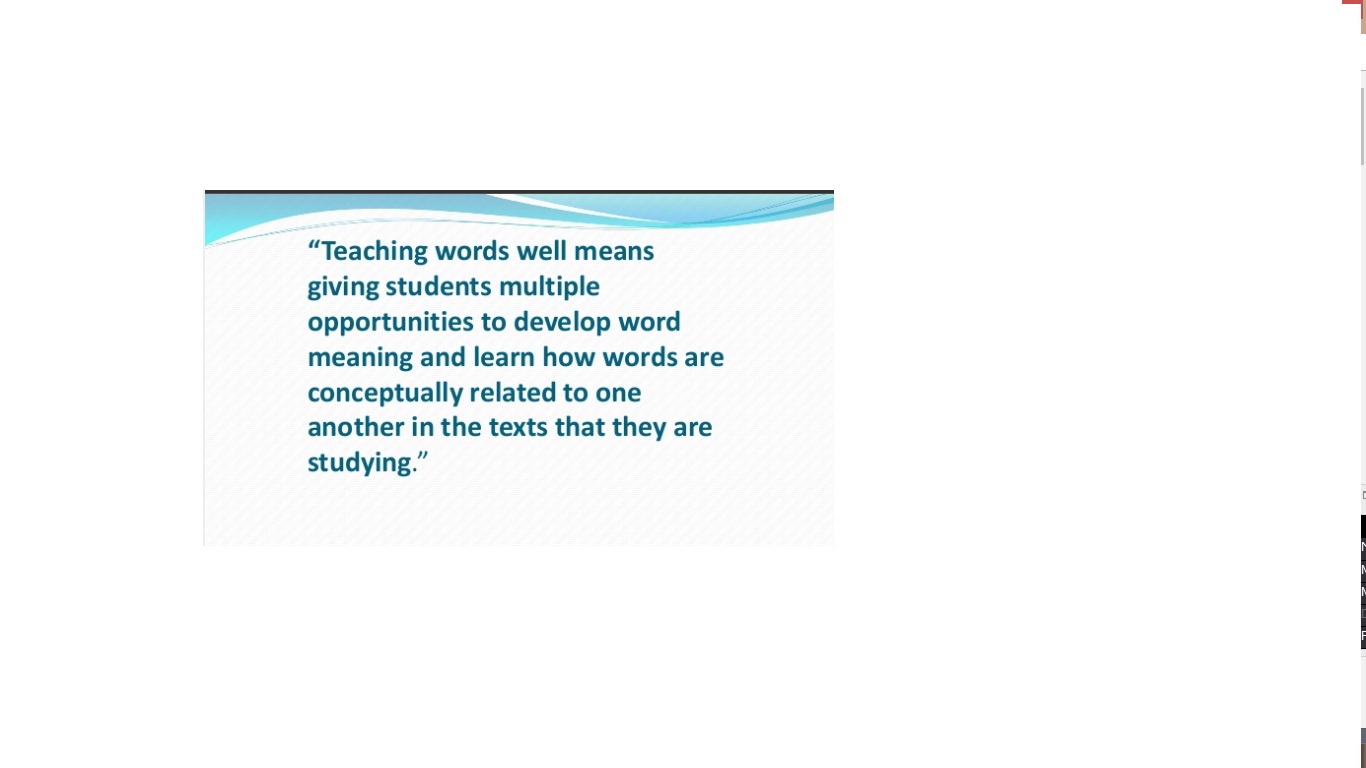 “Teaching words well means
giving students multiple
opportunities to develop word
meaning and learn how words are
conceptually related to one
another in the texts that they are
studying.”